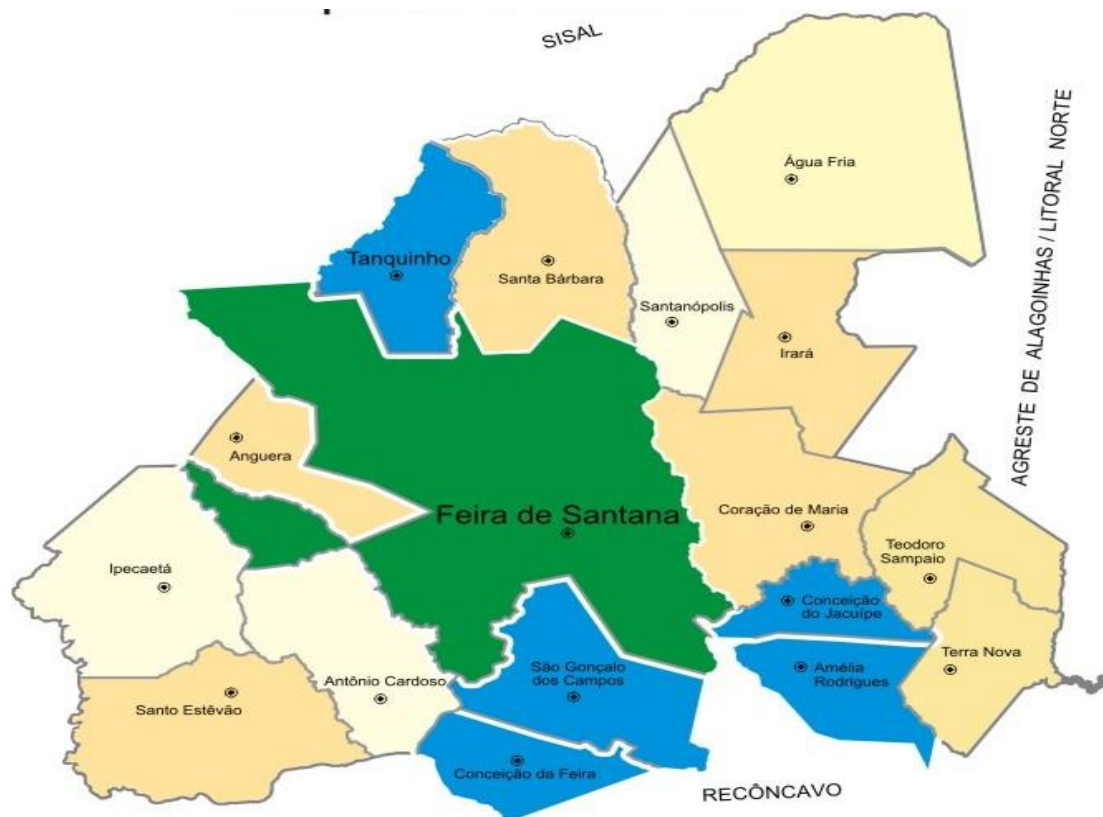 SISAL
AGRESTE DE ALAGOINHAS / LITORAL NORTE
Água Fria
Tanquinho
Santa Bárbara
Santanópolis
Irará
Anguera
Feira de Santana
Coração de Maria
Teodoro
Sampaio
Ipecaetá
Conceição
do Jacuípe
Terra Nova
Antônio Cardoso
São Gonçalo
dos Campos
Amélia
Rodrigues
Santo Estêvão
Conceição da Feira
RECÔNCAVO